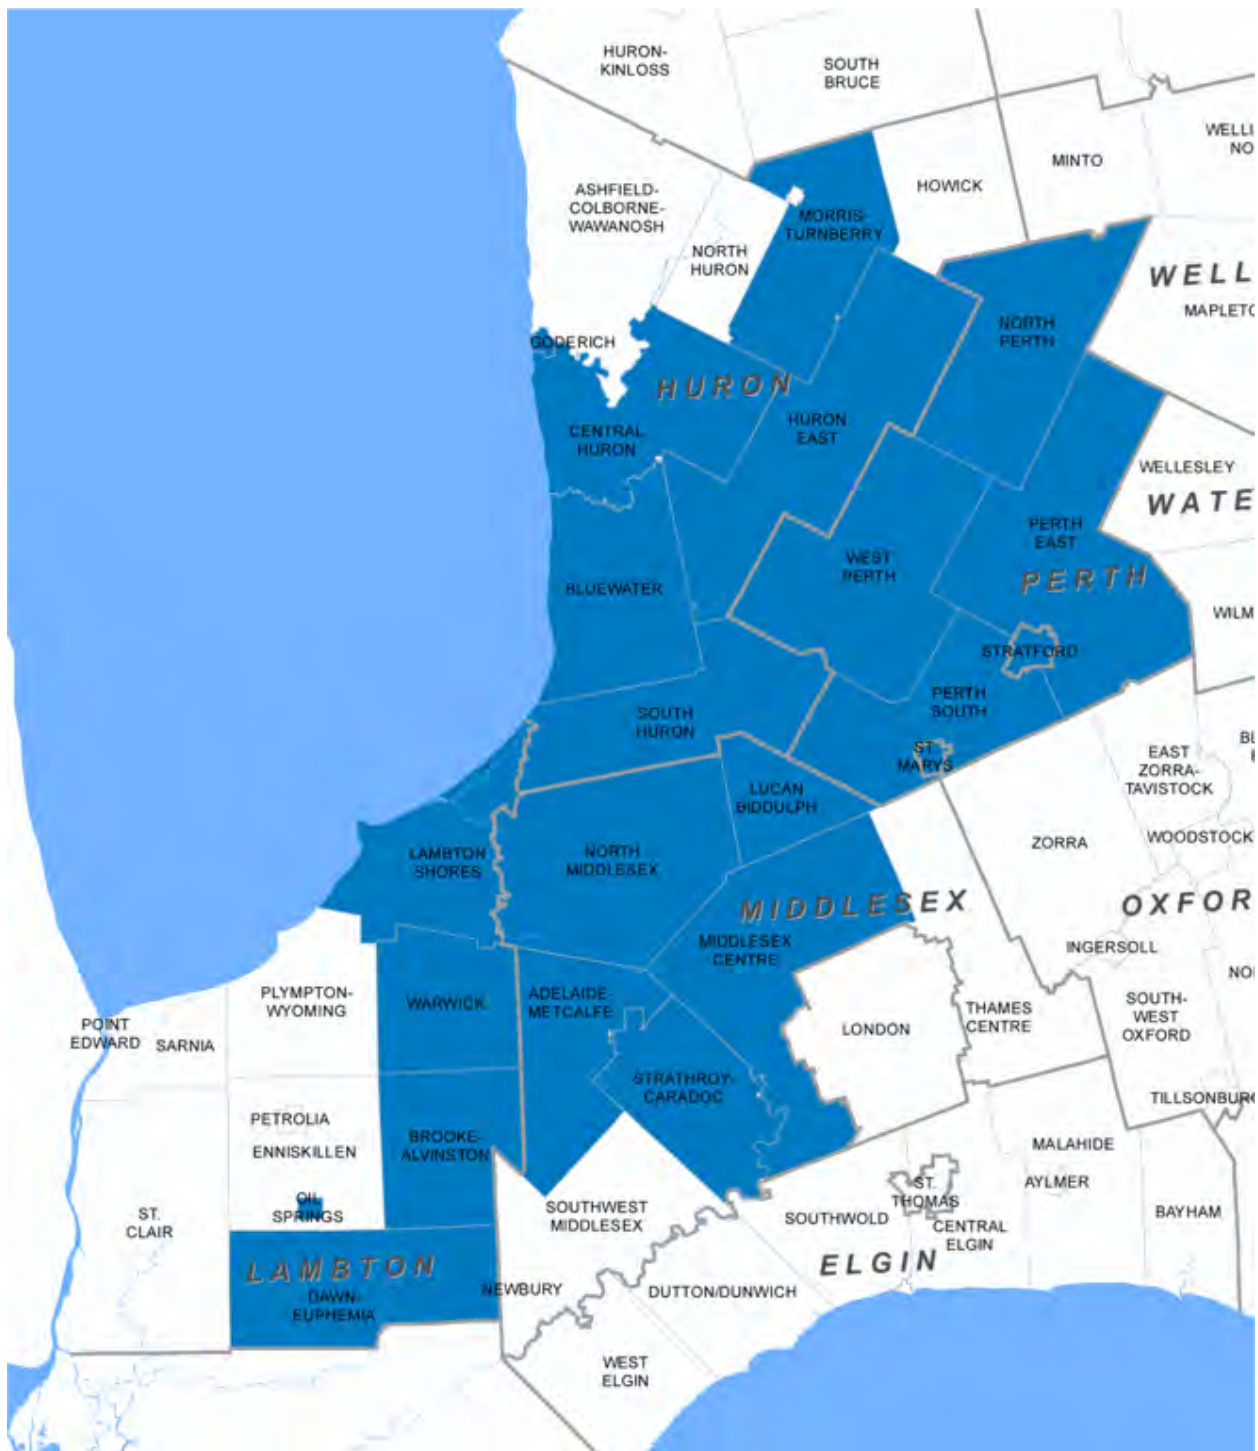 HURON-
KINLOSS
SOUTH
BRUCE
WELLI
NO
MINTO
HOWICK
ASHFIELD-
COLBORNE-
WAWANOSH
MORRIS-
TURNBERRY
NORTH
HURON
WELL
MAPLETO
NORTH
PERTH
GODERICH
HURON
CENTRAL
HURON
HURON
EAST
WELLESLEY
WATE
PERTH
EAST
WEST
PERTH
PERTH
BLUEWATER
WILM
STRATFORD
PERTH
SOUTH
SOUTH
HURON
ST.
MARYS
EAST
ZORRA-
TAVISTOCK
BL
LUCAN
BIDDULPH
ZORRA
WOODSTOCK
LAMBTON
SHORES
NORTH
MIDDLESEX
MIDDLESEX
OXFOR
MIDDLESEX
CENTRE
INGERSOLL
NO
PLYMPTON-
WYOMING
WARWICK
ADELAIDE-
METCALFE
LONDON
THAMES
CENTRE
SOUTH-
WEST
OXFORD
POINT
EDWARD
SARNIA
STRATHROY-
CARADOC
TILLSONBURG
PETROLIA
ENNISKILLEN
BROOKE-
ALVINSTON
MALAHIDE
AYLMER
OIL
SPRINGS
ST.
CLAIR
SOUTHWEST
MIDDLESEX
SOUTHWOLD
ST.
THOMAS
CENTRAL
ELGIN
BAYHAM
LAMBTON
ELGIN
DAWN-
EUPHEMIA
NEWBURY
DUTTON/DUNWICH
WEST
ELGIN